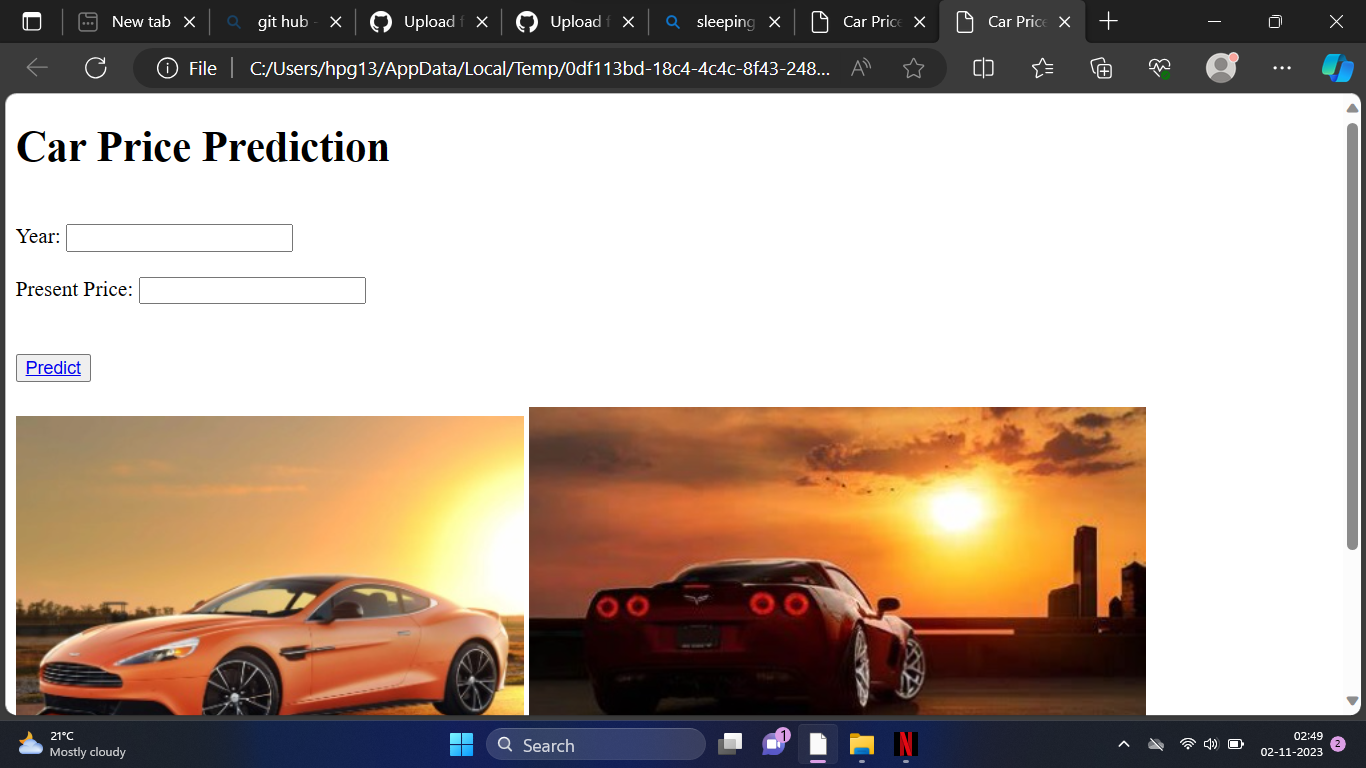 New tab
git hub -
Upload f
Upload f
sleeping
Car Price
Car Price
File
C:/Users/hpg13/AppData/Local/Temp/0df113bd-18c4-4c4c-8f43-248...
Car Price Prediction
Year:
Present Price:
Predict
21°C
Mostly cloudy
Search
1
N
02:49
02-11-2023
2